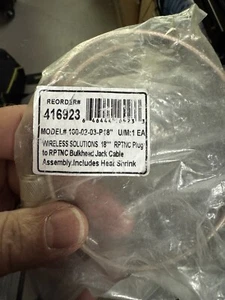 REORDER#
416923
MODEL# 100-02-03-P18" U/M:1 EA
WIRELESS SOLUTIONS 18"" RPTNC Plug
to RPTNC Bulkhead Jack Cable
Assembly.Includes Heat Shrink